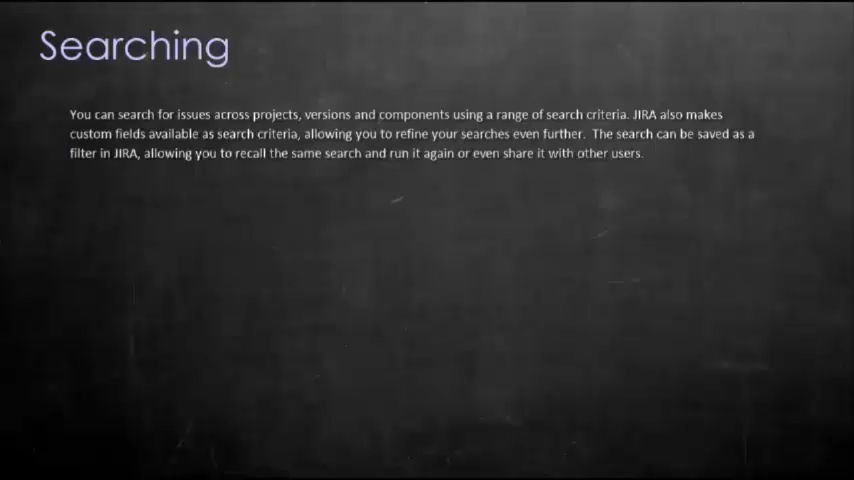 Searching
You can search for issues across projects, versions and components using a range of search criteria. JIRA also makes
custom fields available as search criteria, allowing you to refine your searches even further.  The search can be saved as a
filter in JIRA, allowing you to recall the same search and run it again or even share it with other users.